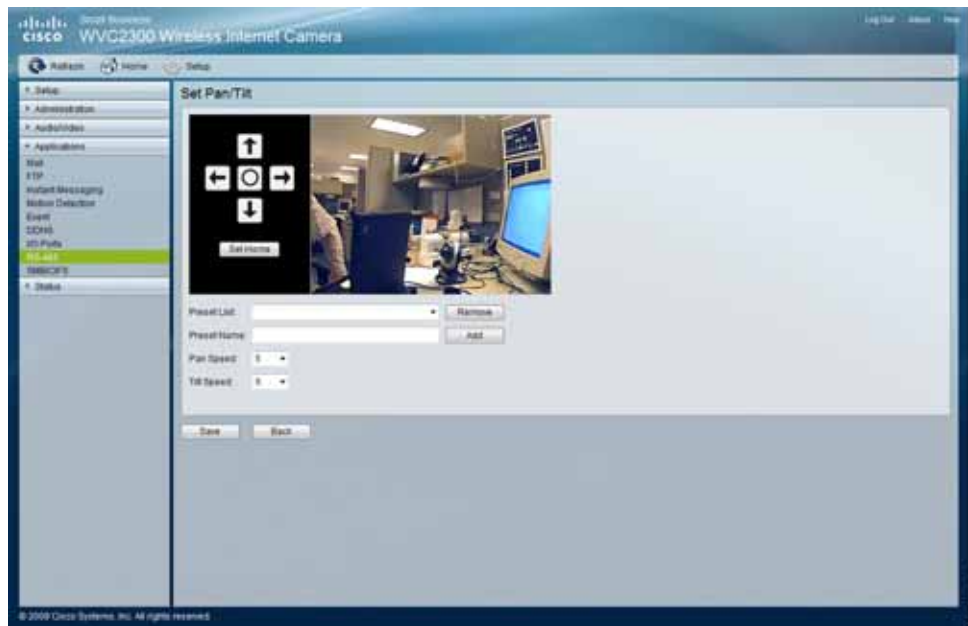 Small Business
CISCO WVC2300 Wireless Internet Camera
Log Out About Help
Refresh Home Setup
Setup
Administration
Audio/Video
Applications
Mail
FTP
Instant Messaging
Motion Detection
Event
DDNS
I/O Ports
RS-485
SMB/CIFS
Status
Set Pan/Tilt
Set Home
Preset List:
Remove
Preset Name:
Add
Pan Speed: 5
Tilt Speed: 5
Save Back
© 2009 Cisco Systems, Inc. All rights reserved.